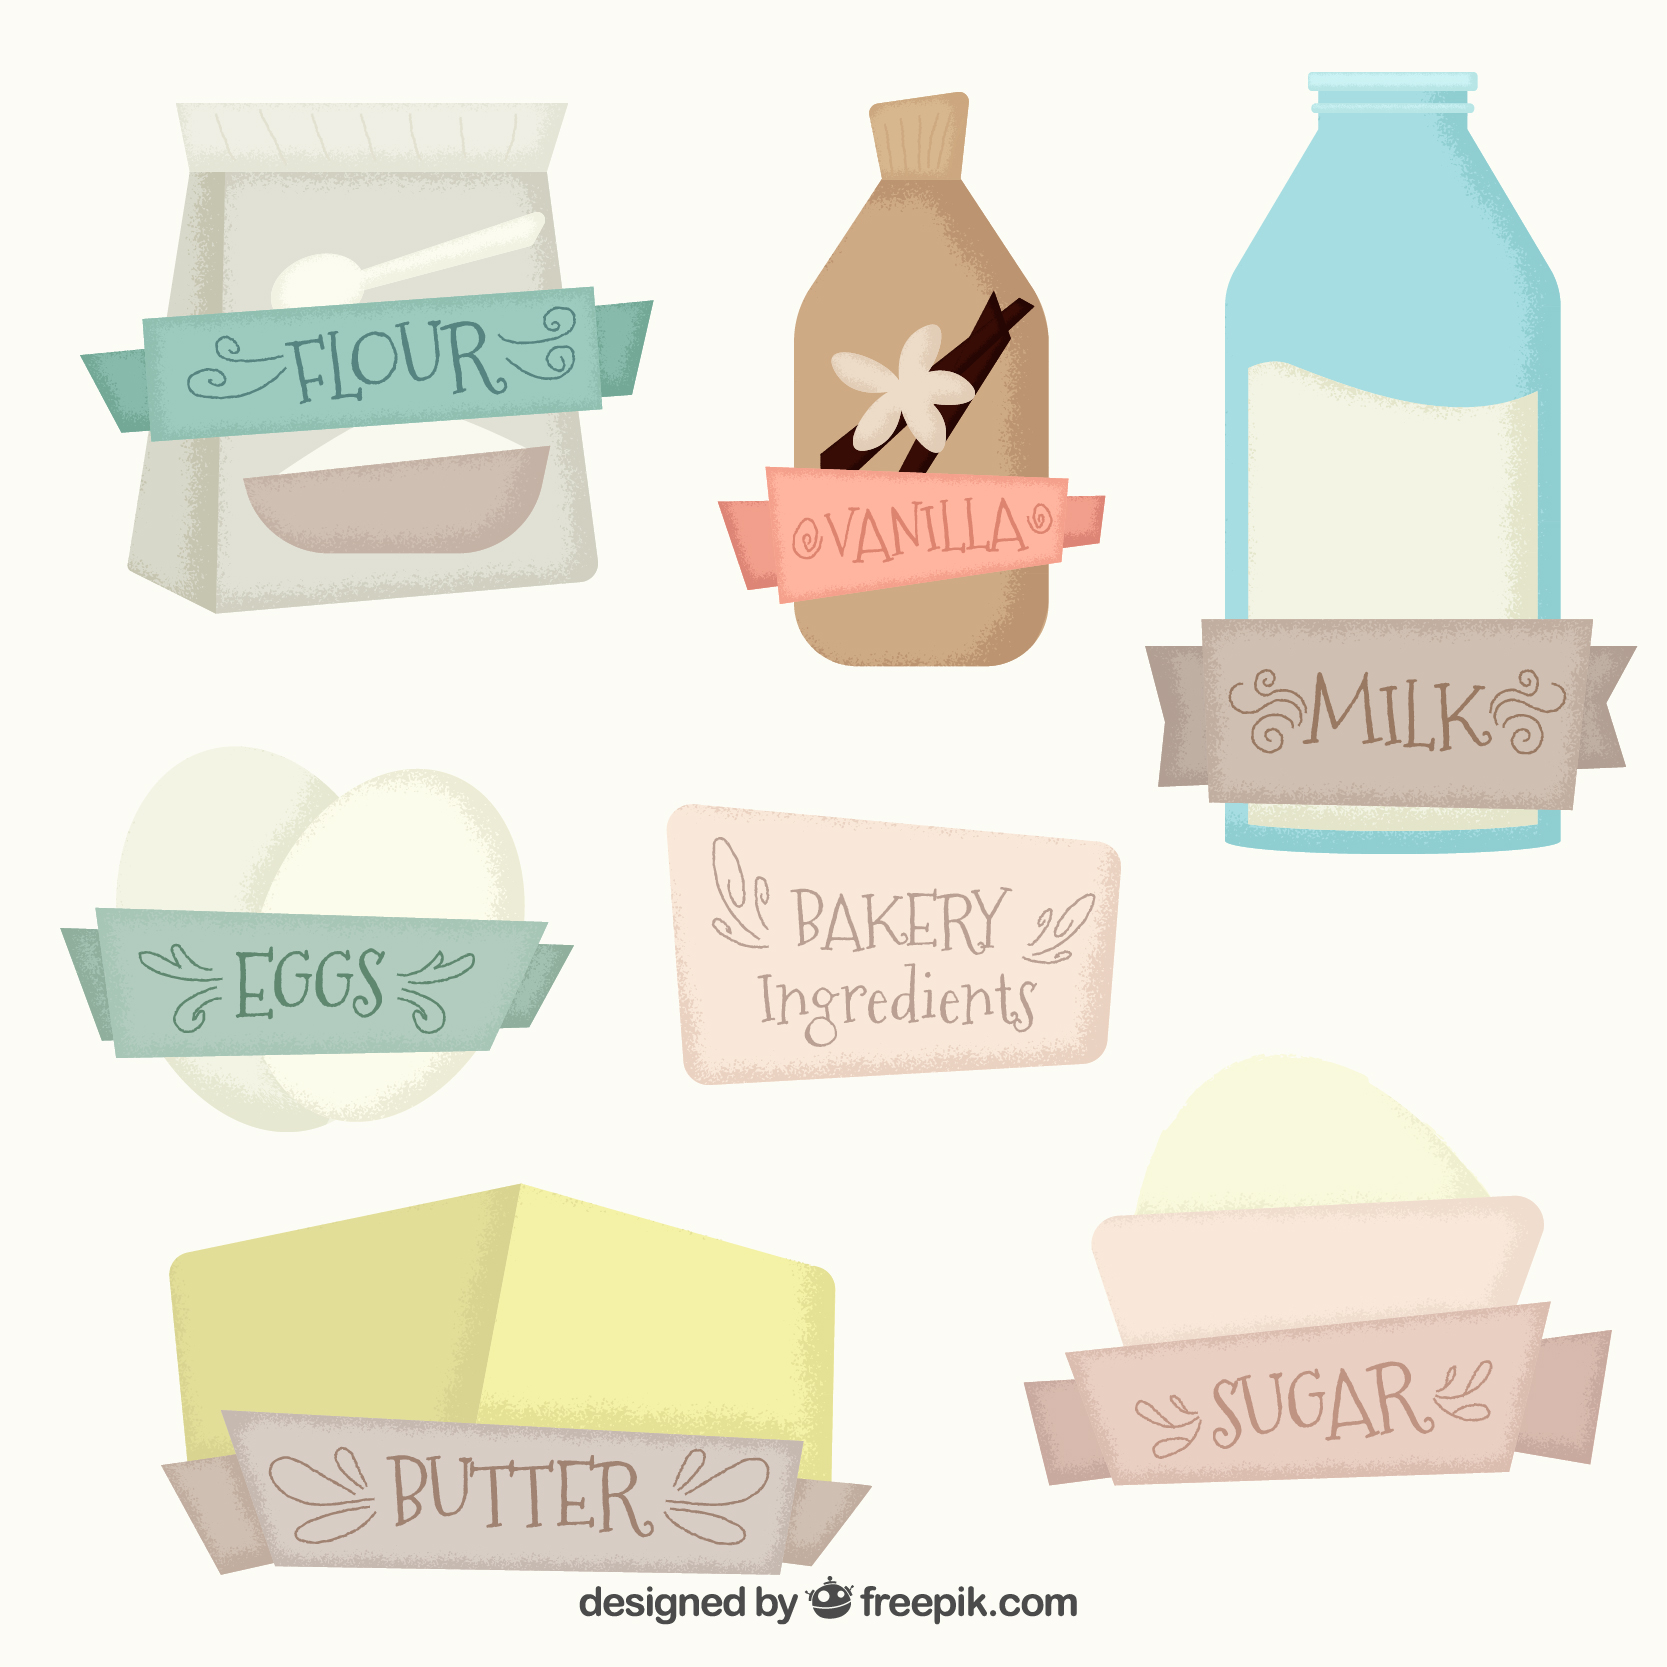 FLOUR
VANILLA
MILK
EGGS
BAKERY
Ingredients
SUGAR
BUTTER
designed by freepik.com